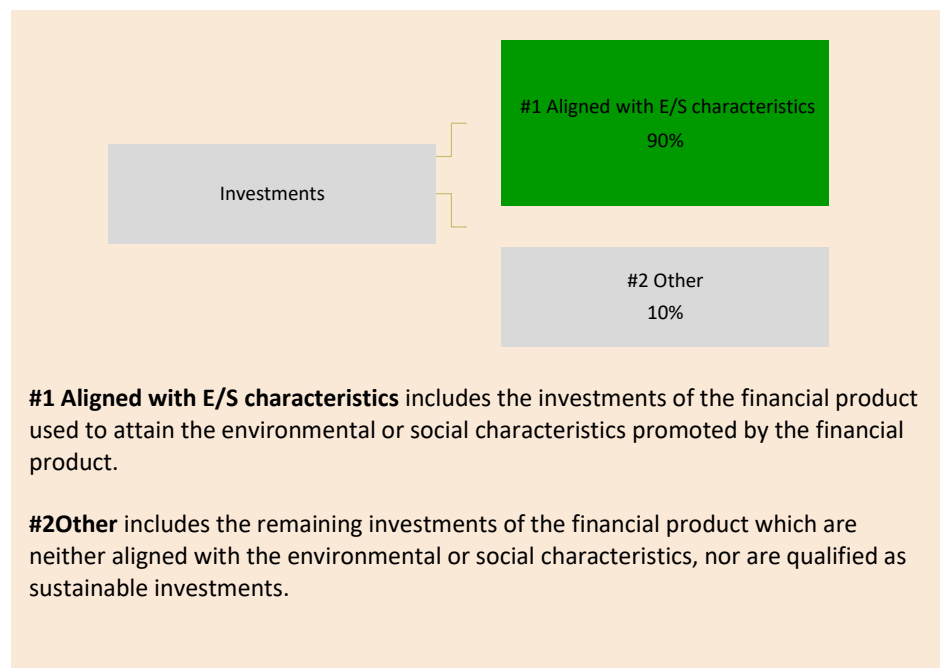 #1 Aligned with E/S characteristics
90%
Investments
#2 Other
10%
#1 Aligned with E/S characteristics includes the investments of the financial product
used to attain the environmental or social characteristics promoted by the financial
product.
#2Other includes the remaining investments of the financial product which are
neither aligned with the environmental or social characteristics, nor are qualified as
sustainable investments.